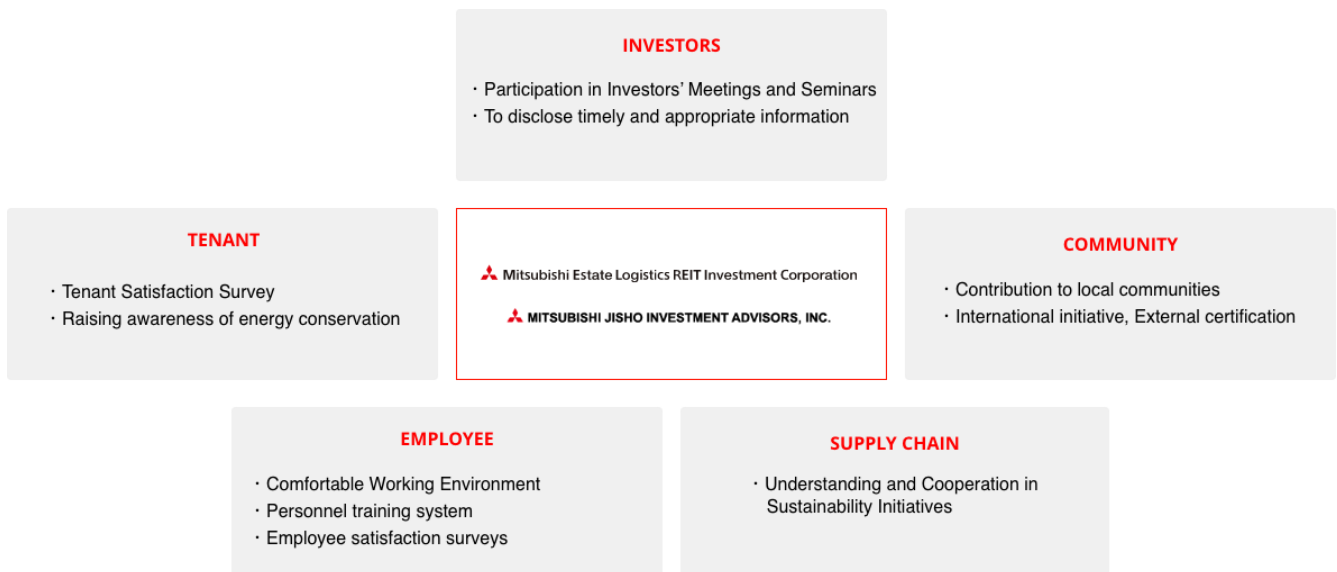 INVESTORS
・Participation in Investors’ Meetings and Seminars
・To disclose timely and appropriate information
TENANT
・Tenant Satisfaction Survey
・Raising awareness of energy conservation
Mitsubishi Estate Logistics REIT Investment Corporation
MITSUBISHI JISHO INVESTMENT ADVISORS, INC.
COMMUNITY
・Contribution to local communities
・International initiative, External certification
EMPLOYEE
・Comfortable Working Environment
・Personnel training system
・Employee satisfaction surveys
SUPPLY CHAIN
・Understanding and Cooperation in
Sustainability Initiatives